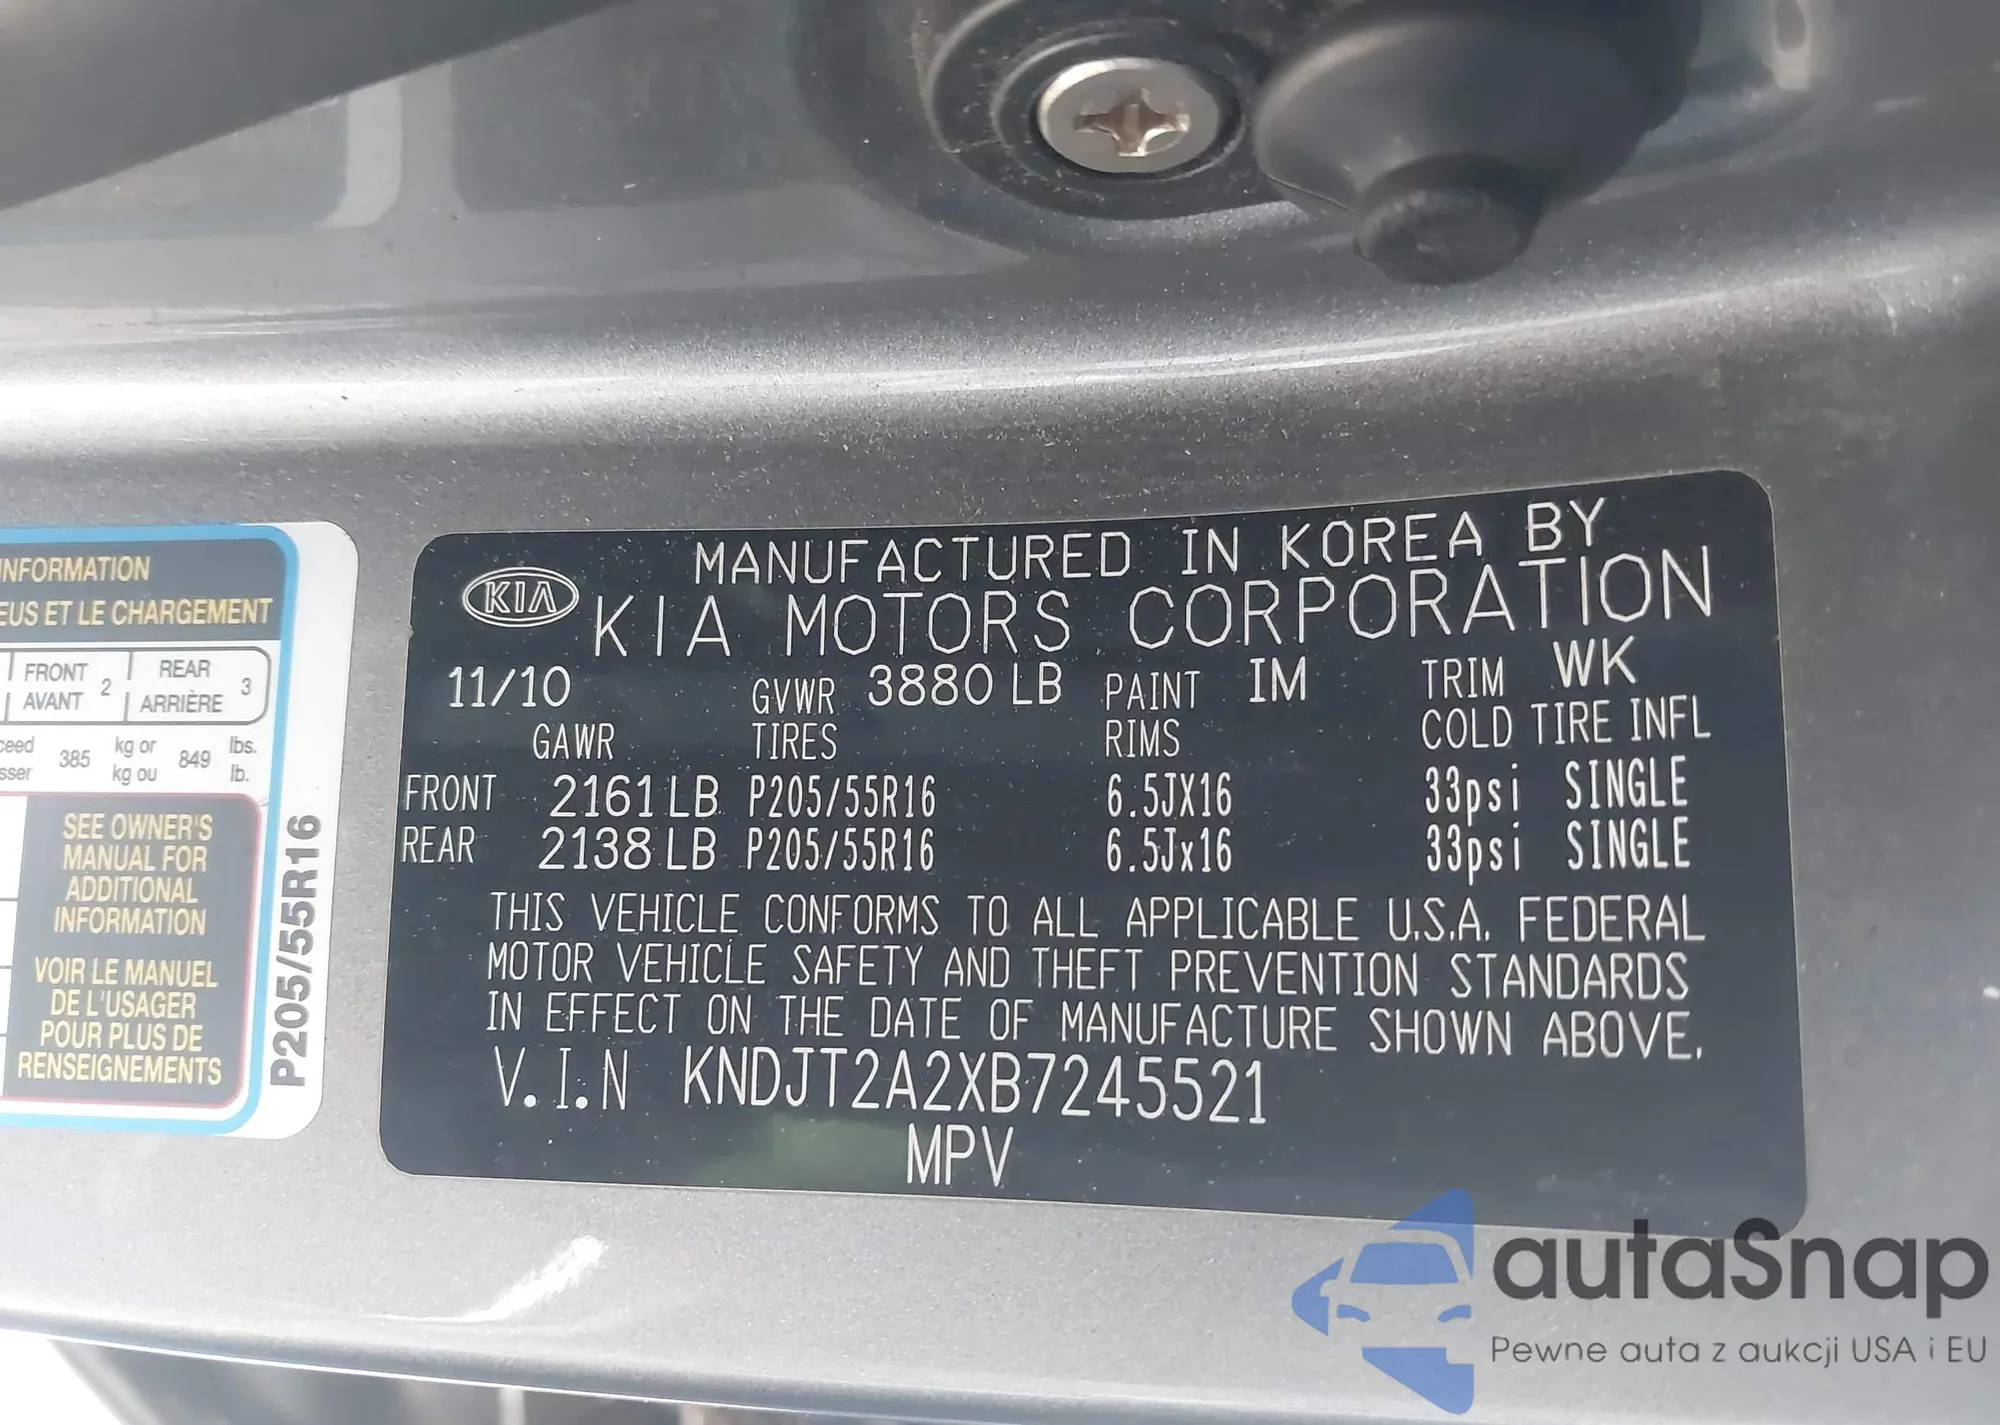 INFORMATION
EUS ET LE CHARGEMENT
FRONT 2 REAR 3
AVANT ARRIÈRE
385 kg or 849 lbs.
kg ou lb.
SEE OWNER'S
MANUAL FOR
ADDITIONAL
INFORMATION
VOIR LE MANUEL
DE L'USAGER
POUR PLUS DE
RENSEIGNEMENTS
P205/55R16
MANUFACTURED IN KOREA BY
KIA KIA MOTORS CORPORATION
11/10 GVWR 3880 LB PAINT IM TRIM WK
GAWR TIRES RIMS COLD TIRE INFL
FRONT 2161 LB P205/55R16 6.5JX16 33psi SINGLE
REAR 2138 LB P205/55R16 6.5Jx16 33psi SINGLE
THIS VEHICLE CONFORMS TO ALL APPLICABLE U.S.A. FEDERAL
MOTOR VEHICLE SAFETY AND THEFT PREVENTION STANDARDS
IN EFFECT ON THE DATE OF MANUFACTURE SHOWN ABOVE.
V.I.N KNDJT2A2XB7245521
MPV
autaSnap
Pewne auta z aukcji USA i EU